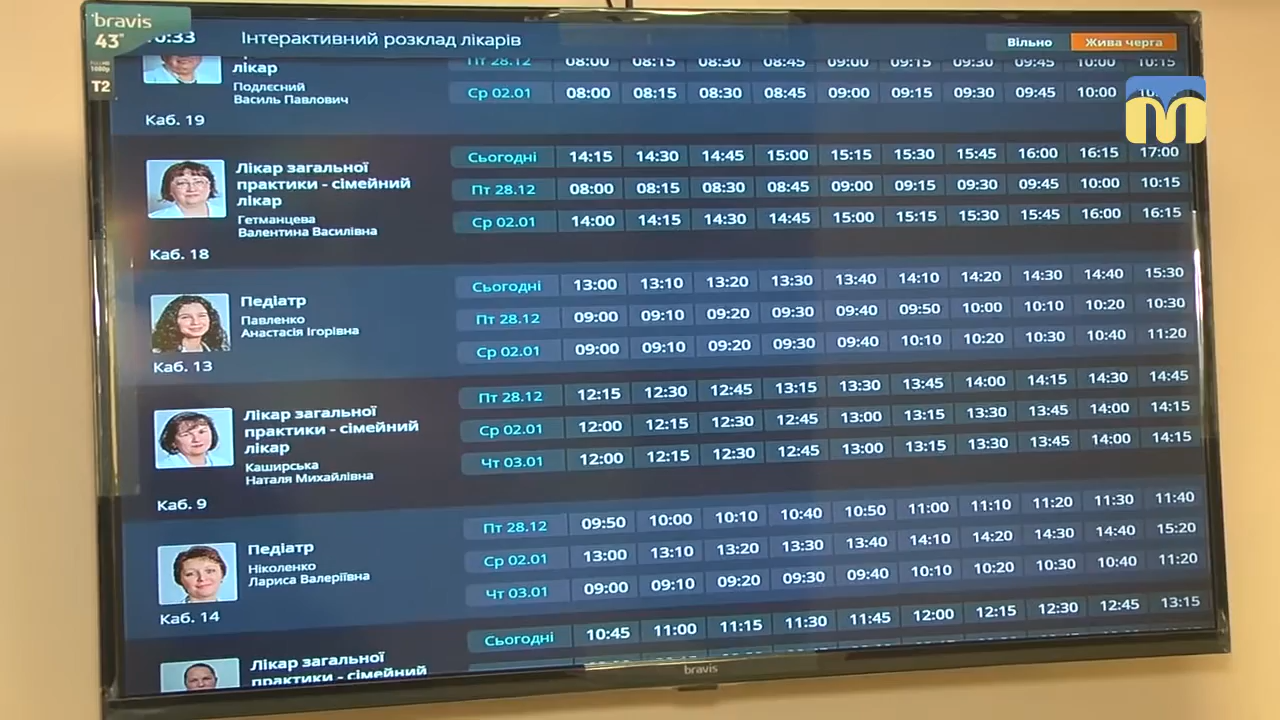 bravis
43"
FULL HD
1080p
T2
10:33 Інтерактивний розклад лікарів Вільно Жива черга
лікар
Подлєсний
Василь Павлович
Каб. 19
Пт 28.12 08:00 08:15 08:30 08:45 09:00 09:15 09:30 09:45 10:00 10:15
Ср 02.01 08:00 08:15 08:30 08:45 09:00 09:15 09:30 09:45 10:00
Лікар загальної
практики - сімейний
лікар
Гетманцева
Валентина Василівна
Каб. 18
Сьогодні 14:15 14:30 14:45 15:00 15:15 15:30 15:45 16:00 16:15 17:00
Пт 28.12 08:00 08:15 08:30 08:45 09:00 09:15 09:30 09:45 10:00 10:15
Ср 02.01 14:00 14:15 14:30 14:45 15:00 15:15 15:30 15:45 16:00 16:15
Педіатр
Павленко
Анастасія Ігорівна
Каб. 13
Сьогодні 13:00 13:10 13:20 13:30 13:40 14:10 14:20 14:30 14:40 15:30
Пт 28.12 09:00 09:10 09:20 09:30 09:40 09:50 10:00 10:10 10:20 10:30
Ср 02.01 09:00 09:10 09:20 09:30 09:40 10:10 10:20 10:30 10:40 11:20
Лікар загальної
практики - сімейний
лікар
Каширська
Наталя Михайлівна
Каб. 9
Пт 28.12 12:15 12:30 12:45 13:15 13:30 13:45 14:00 14:15 14:30 14:45
Ср 02.01 12:00 12:15 12:30 12:45 13:00 13:15 13:30 13:45 14:00 14:15
Чт 03.01 12:00 12:15 12:30 12:45 13:00 13:15 13:30 13:45 14:00 14:15
Педіатр
Ніколенко
Лариса Валеріївна
Каб. 14
Пт 28.12 09:50 10:00 10:10 10:40 10:50 11:00 11:10 11:20 11:30 11:40
Ср 02.01 13:00 13:10 13:20 13:30 13:40 14:10 14:20 14:30 14:40 15:20
Чт 03.01 09:00 09:10 09:20 09:30 09:40 10:10 10:20 10:30 10:40 11:20
Лікар загальної
практики - сімейний
Сьогодні 10:45 11:00 11:15 11:30 11:45 12:00 12:15 12:30 12:45 13:15
bravis